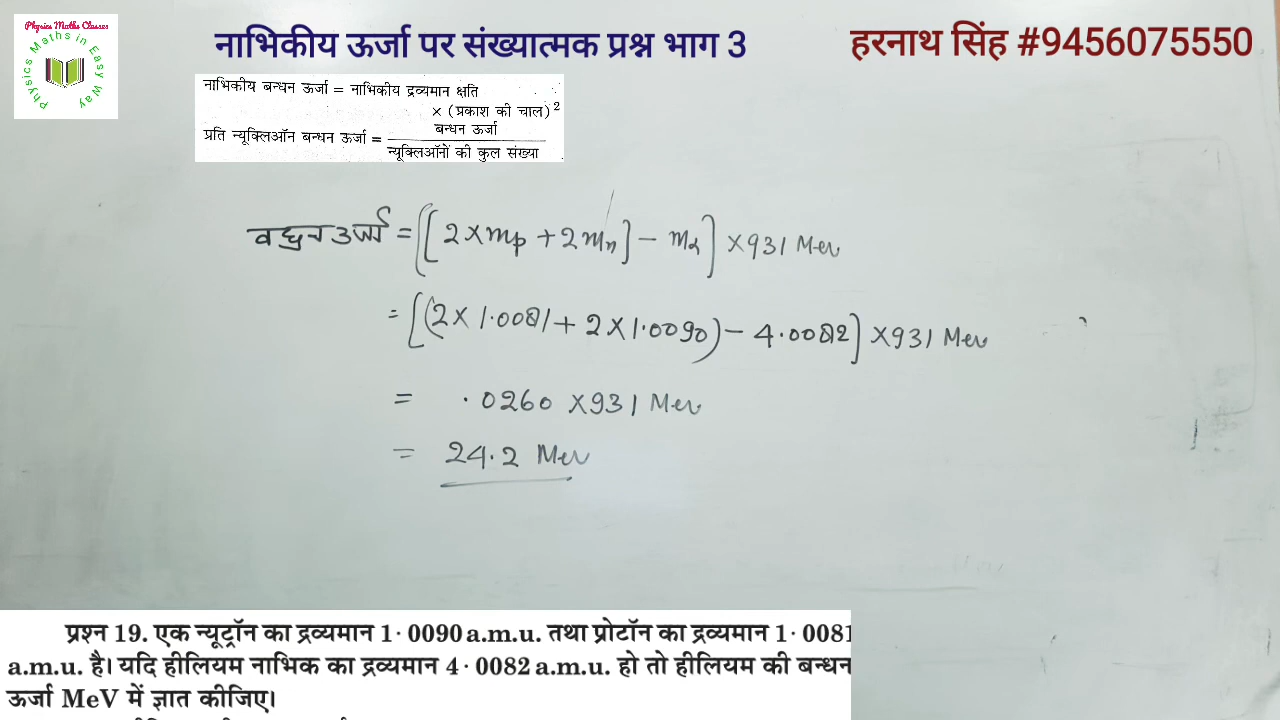 Physics Maths Classes
Physics Maths in Easy Way
नाभिकीय ऊर्जा पर संख्यात्मक प्रश्न भाग 3
हरनाथ सिंह #9456075550
नाभिकीय बन्धन ऊर्जा = नाभिकीय द्रव्यमान क्षति
× (प्रकाश की चाल)²
प्रति न्यूक्लिऑन बन्धन ऊर्जा = बन्धन ऊर्जा
न्यूक्लिऑनों की कुल संख्या
बधन उर्जा = [[2×mp + 2mn] − mα] ×931 Mev
= [(2×1.0081 + 2×1.0090) − 4.0082] ×931 Mev
= .0260 ×931 Mev
= 24.2 Mev
प्रश्न 19. एक न्यूट्रॉन का द्रव्यमान 1·0090 a.m.u. तथा प्रोटॉन का द्रव्यमान 1·0081
a.m.u. है। यदि हीलियम नाभिक का द्रव्यमान 4·0082 a.m.u. हो तो हीलियम की बन्धन
ऊर्जा MeV में ज्ञात कीजिए।